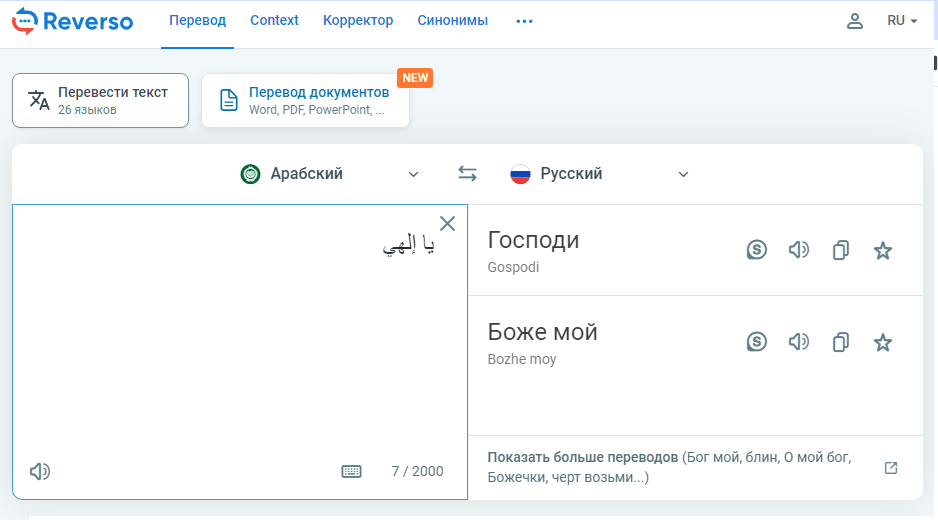 Reverso
Перевод Context Корректор Синонимы ...
RU
Перевести текст
26 языков
NEW
Перевод документов
Word, PDF, PowerPoint, ...
Арабский
Русский
يا إلهي
7 / 2000
Господи
Gospodi
Боже мой
Bozhe moy
Показать больше переводов (Бог мой, блин, О мой бог,
Божечки, черт возьми...)